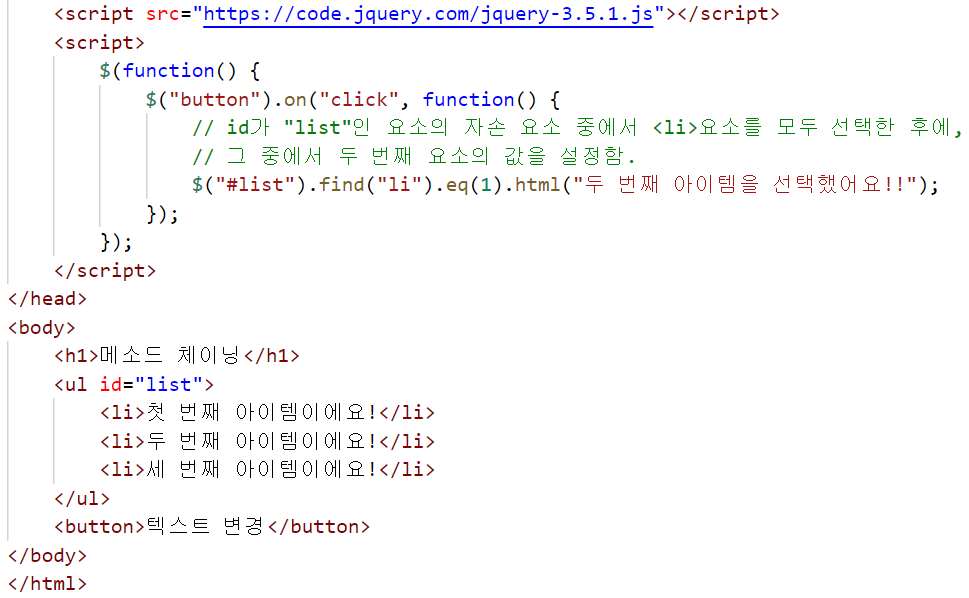 <script src="https://code.jquery.com/jquery-3.5.1.js"></script>
<script>
$(function() {
$("button").on("click", function() {
// id가 "list"인 요소의 자손 요소 중에서 <li>요소를 모두 선택한 후에,
// 그 중에서 두 번째 요소의 값을 설정함.
$("#list").find("li").eq(1).html("두 번째 아이템을 선택했어요!!");
});
});
</script>
</head>
<body>
<h1>메소드 체이닝</h1>
<ul id="list">
<li>첫 번째 아이템이에요!</li>
<li>두 번째 아이템이에요!</li>
<li>세 번째 아이템이에요!</li>
</ul>
<button>텍스트 변경</button>
</body>
</html>